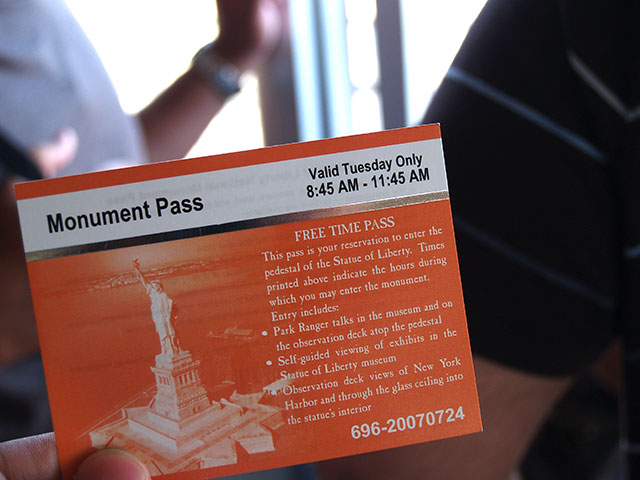 Monument Pass
Valid Tuesday Only
8:45 AM - 11:45 AM
FREE TIME PASS
This pass is your reservation to enter the
pedestal of the Statue of Liberty. Times
printed above indicate the hours during
which you may enter the monument.
Entry includes:
• Park Ranger talks in the museum and on
the observation deck atop the pedestal
• Self-guided viewing of exhibits in the
Statue of Liberty museum
• Observation deck views of New York
Harbor and through the glass ceiling into
the statue's interior
696-20070724